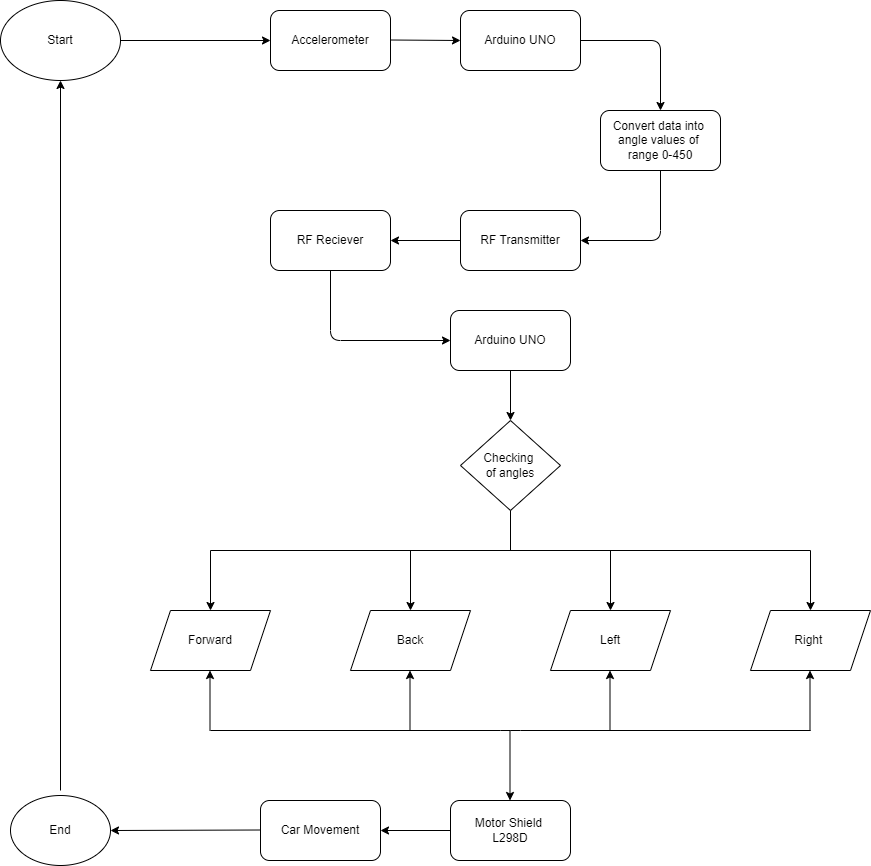 Start
Accelerometer
Arduino UNO
Convert data into
angle values of
range 0-450
RF Reciever
RF Transmitter
Arduino UNO
Checking
of angles
Forward
Back
Left
Right
End
Car Movement
Motor Shield
L298D